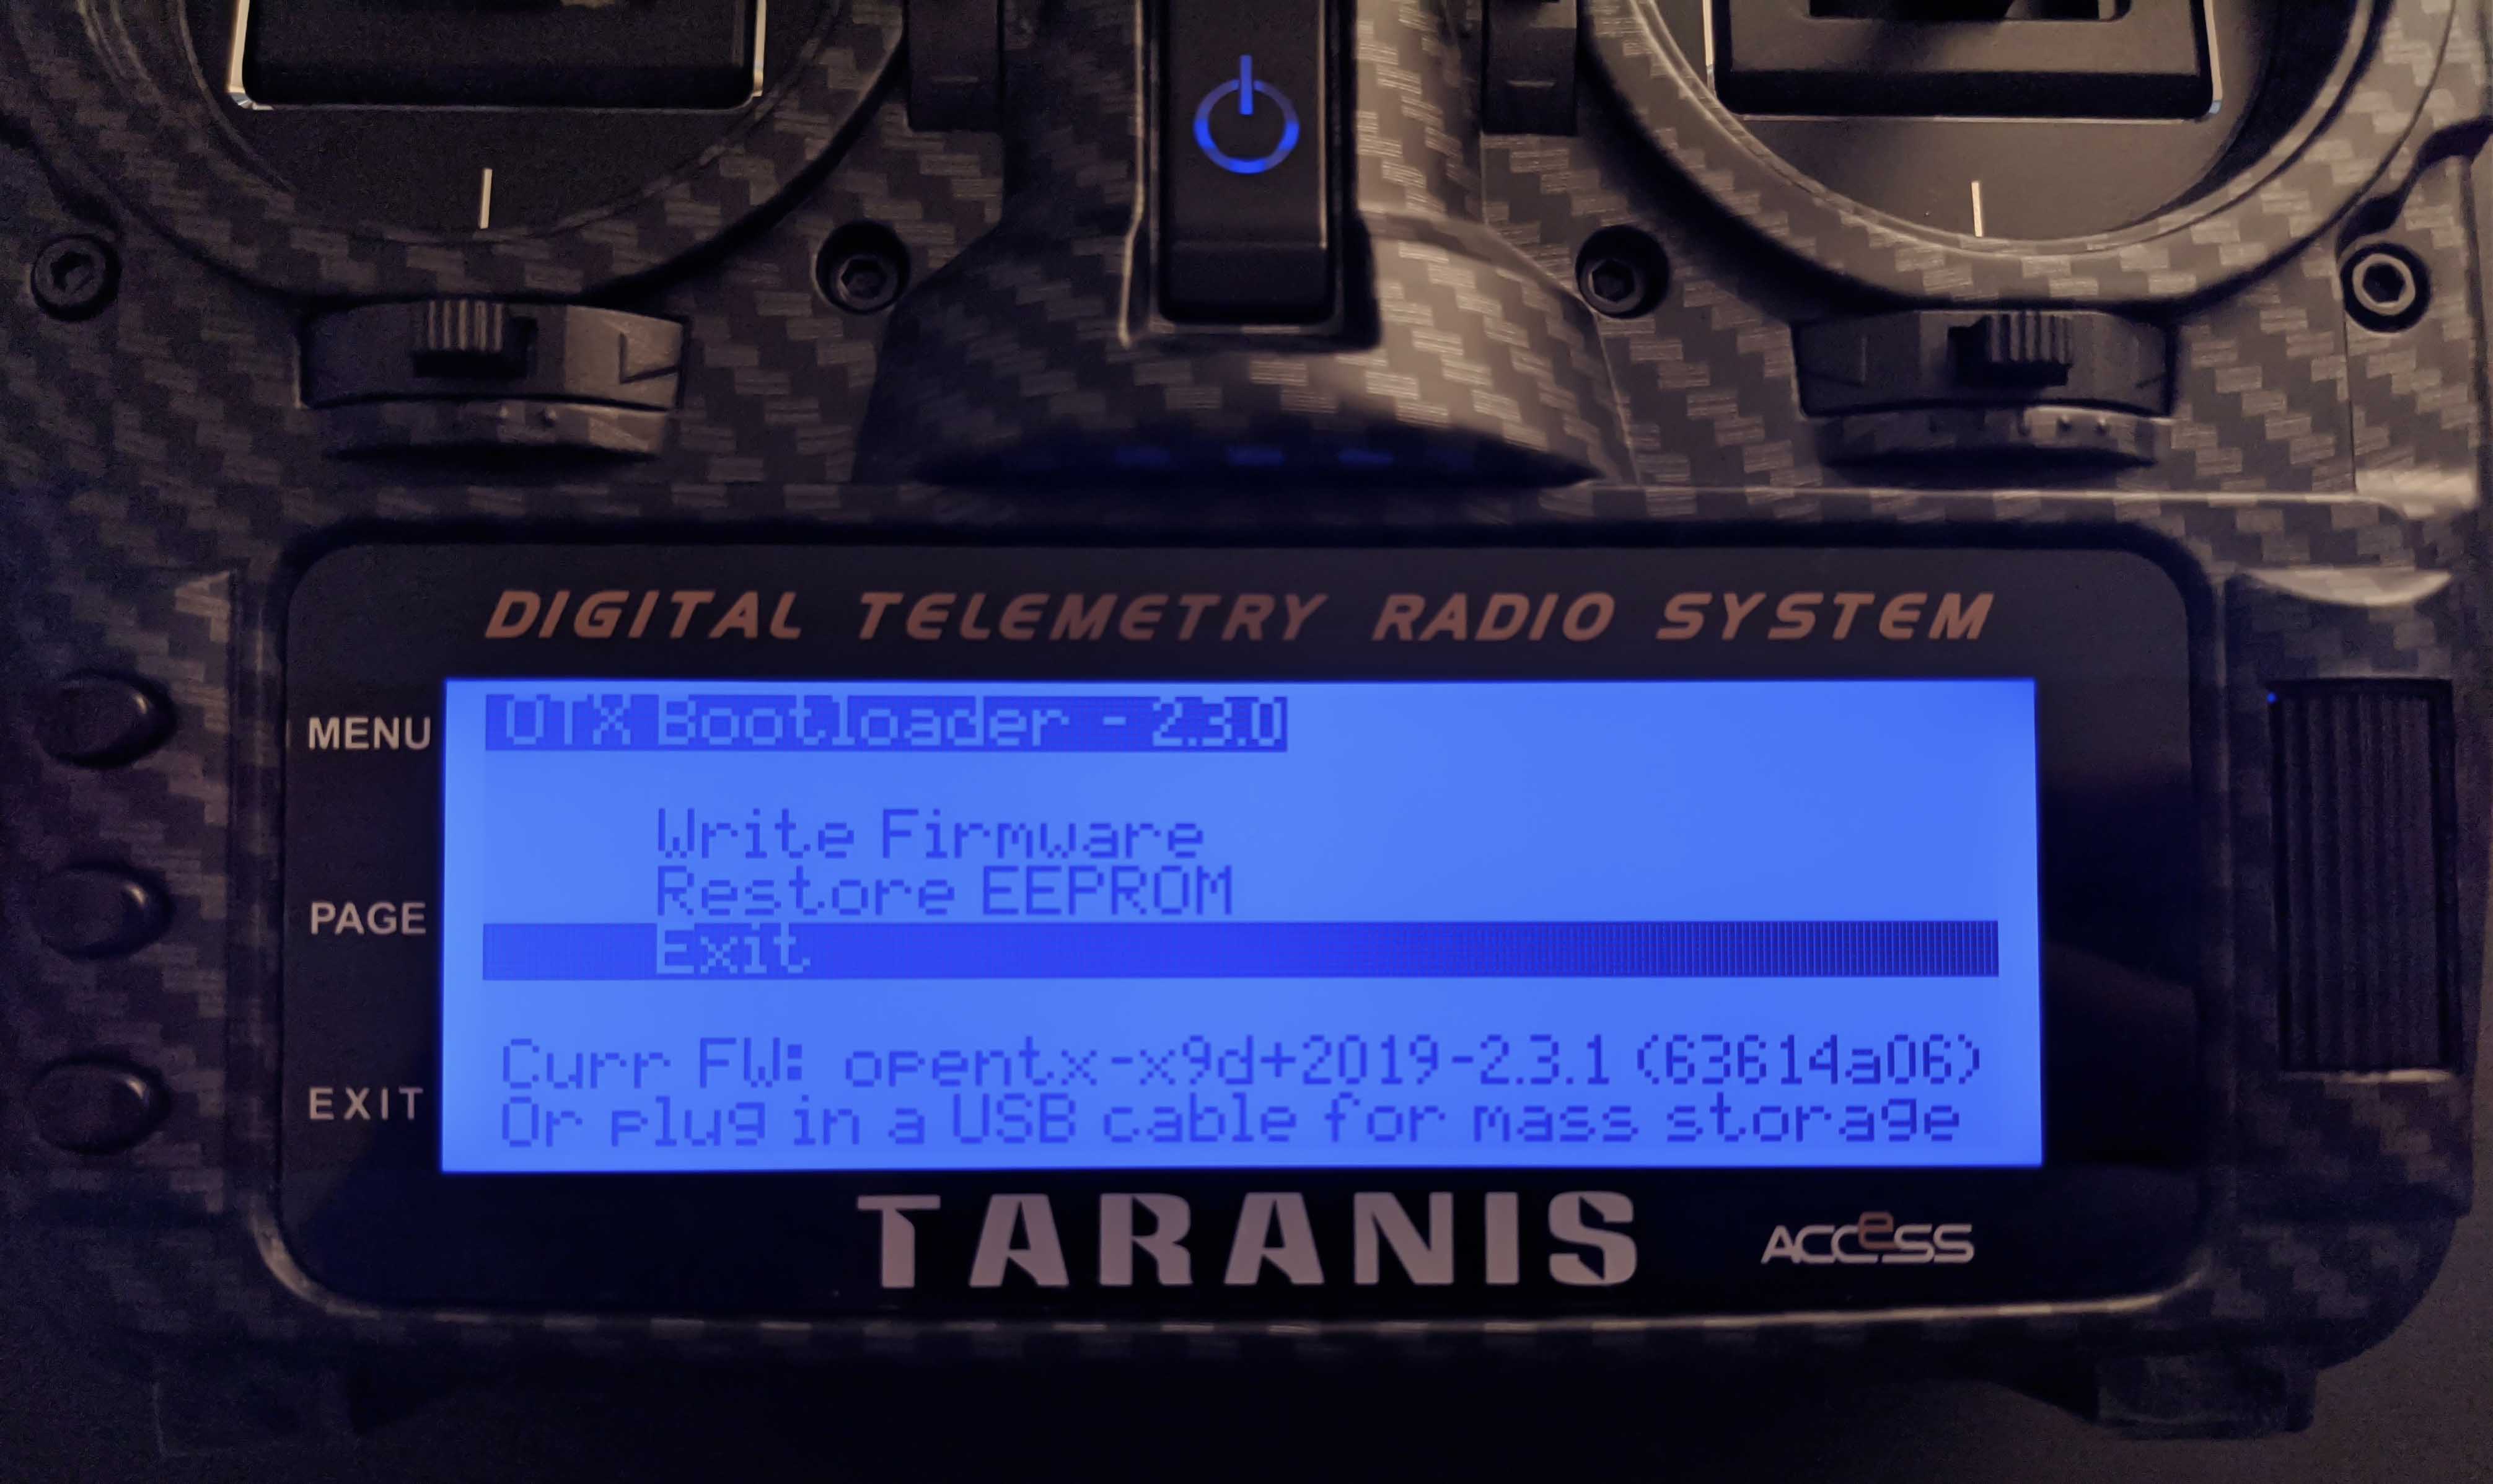 DIGITAL TELEMETRY RADIO SYSTEM
MENU
PAGE
EXIT
OTX Bootloader - 2.3.0
Write Firmware
Restore EEPROM
Exit
Curr FW: opentx-x9d+2019-2.3.1 (63614a06)
Or plug in a USB cable for mass storage
TARANIS
ACCeSS